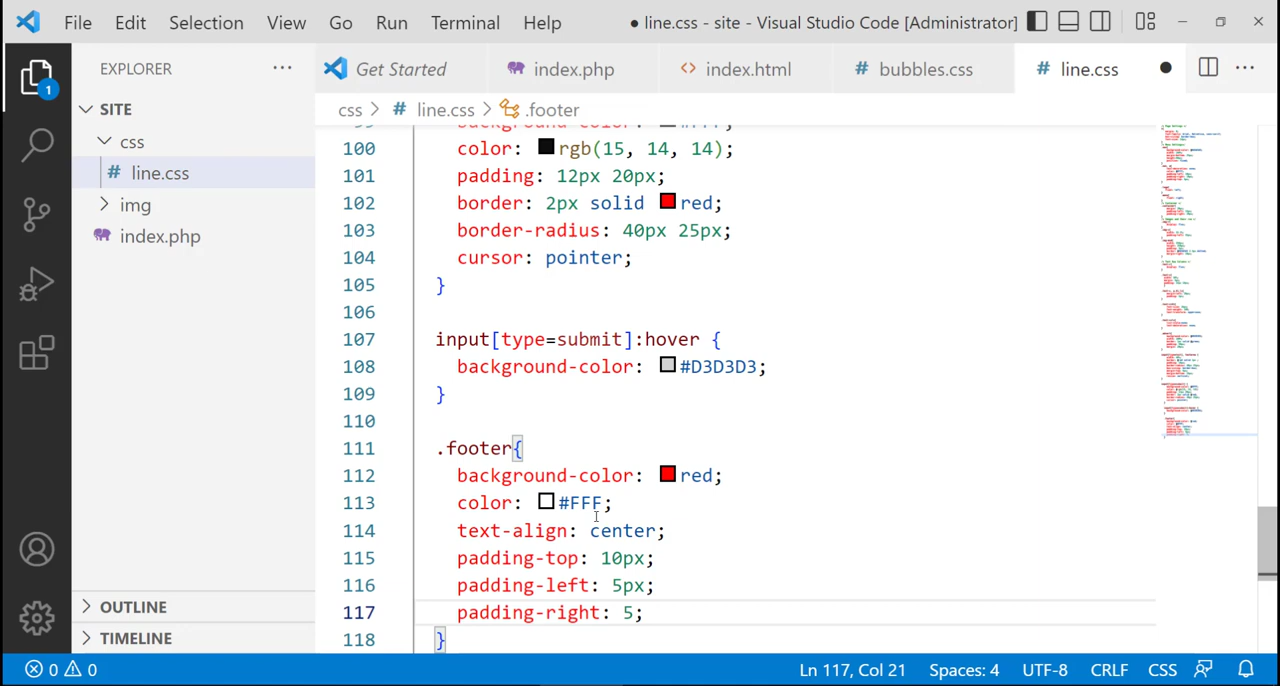 File Edit Selection View Go Run Terminal Help ● line.css - site - Visual Studio Code [Administrator]
EXPLORER ...
Get Started index.php <> index.html # bubbles.css # line.css ● ...
1
SITE
css
# line.css
img
index.php
OUTLINE
TIMELINE
css > # line.css > .footer
99 background-color: #FFF;
100 color: rgb(15, 14, 14);
101 padding: 12px 20px;
102 border: 2px solid red;
103 border-radius: 40px 25px;
104 cursor: pointer;
105 }
106
107 input[type=submit]:hover {
108 background-color: #D3D3D3;
109 }
110
111 .footer{
112 background-color: red;
113 color: #FFF;
114 text-align: center;
115 padding-top: 10px;
116 padding-left: 5px;
117 padding-right: 5;
118 }
0 0 Ln 117, Col 21 Spaces: 4 UTF-8 CRLF CSS